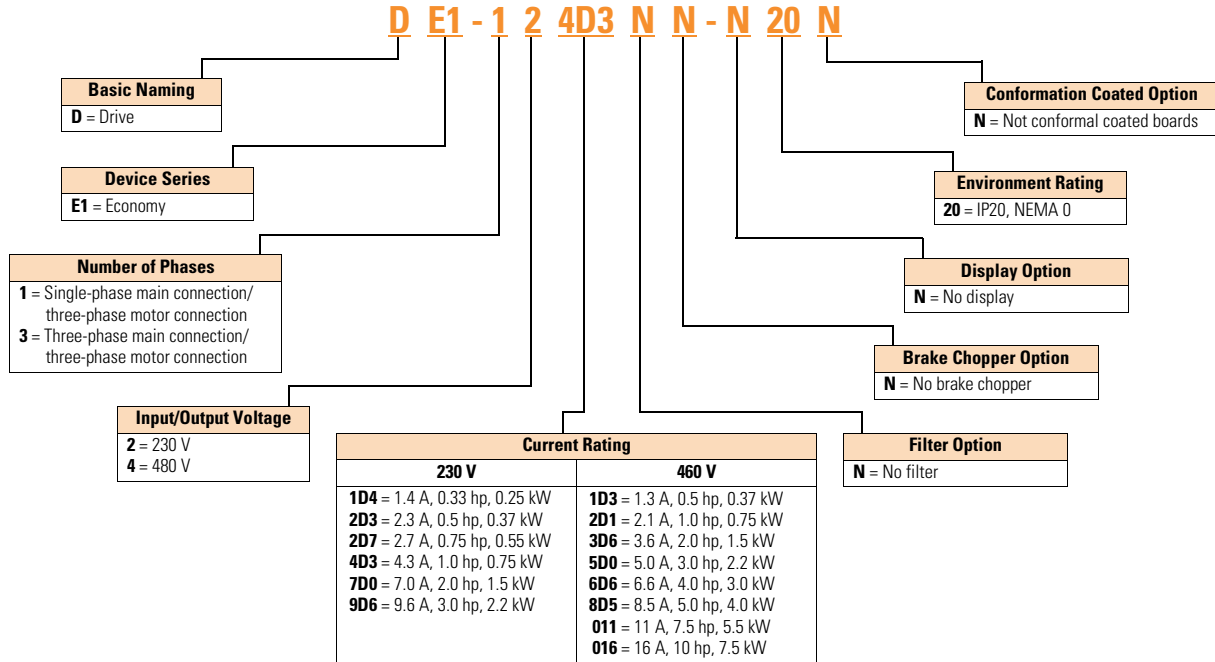 D E1 - 1 2 4D3 N N - N 20 N
Basic Naming
D = Drive
Device Series
E1 = Economy
Number of Phases
1 = Single-phase main connection/
three-phase motor connection
3 = Three-phase main connection/
three-phase motor connection
Input/Output Voltage
2 = 230 V
4 = 480 V
Current Rating
230 V
1D4 = 1.4 A, 0.33 hp, 0.25 kW
2D3 = 2.3 A, 0.5 hp, 0.37 kW
2D7 = 2.7 A, 0.75 hp, 0.55 kW
4D3 = 4.3 A, 1.0 hp, 0.75 kW
7D0 = 7.0 A, 2.0 hp, 1.5 kW
9D6 = 9.6 A, 3.0 hp, 2.2 kW
460 V
1D3 = 1.3 A, 0.5 hp, 0.37 kW
2D1 = 2.1 A, 1.0 hp, 0.75 kW
3D6 = 3.6 A, 2.0 hp, 1.5 kW
5D0 = 5.0 A, 3.0 hp, 2.2 kW
6D6 = 6.6 A, 4.0 hp, 3.0 kW
8D5 = 8.5 A, 5.0 hp, 4.0 kW
011 = 11 A, 7.5 hp, 5.5 kW
016 = 16 A, 10 hp, 7.5 kW
Filter Option
N = No filter
Brake Chopper Option
N = No brake chopper
Display Option
N = No display
Environment Rating
20 = IP20, NEMA 0
Conformation Coated Option
N = Not conformal coated boards